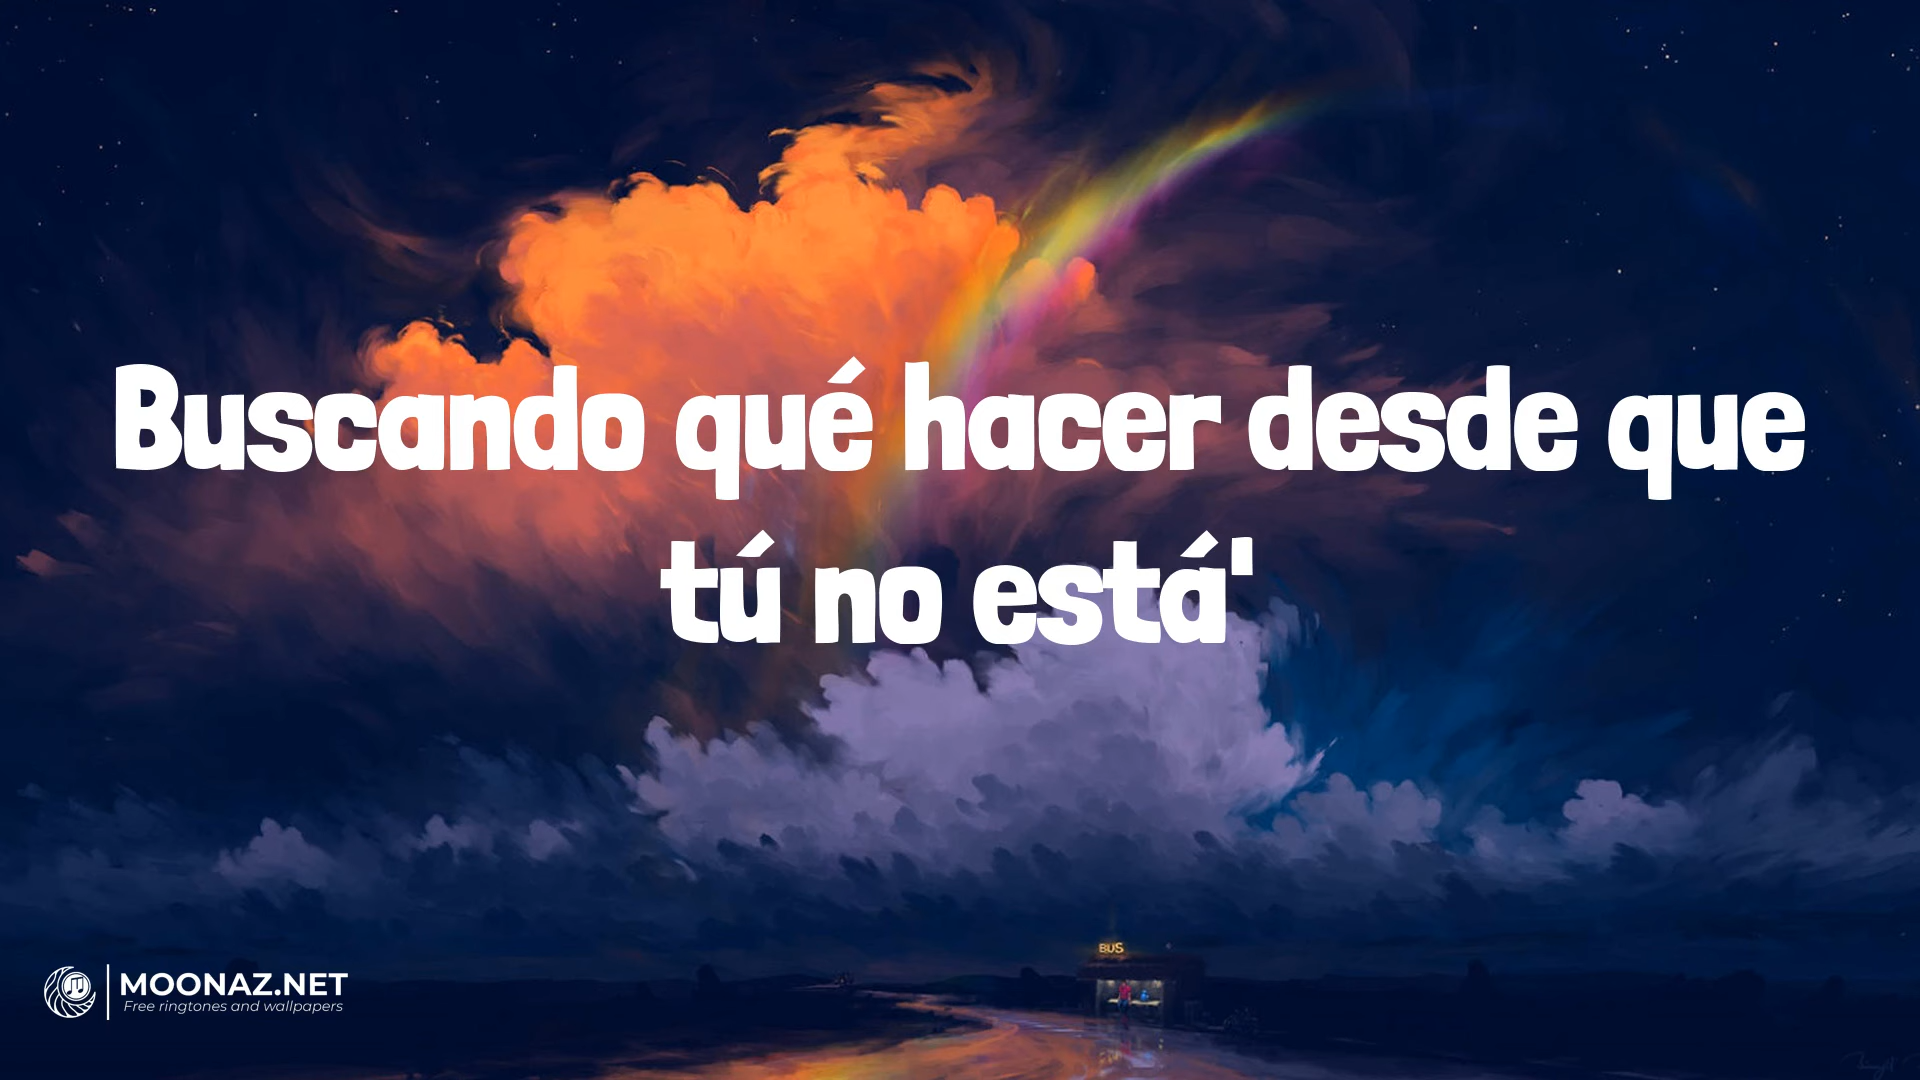 Buscando qué hacer desde que
tú no está'
BUS
MOONAZ.NET
Free ringtones and wallpapers